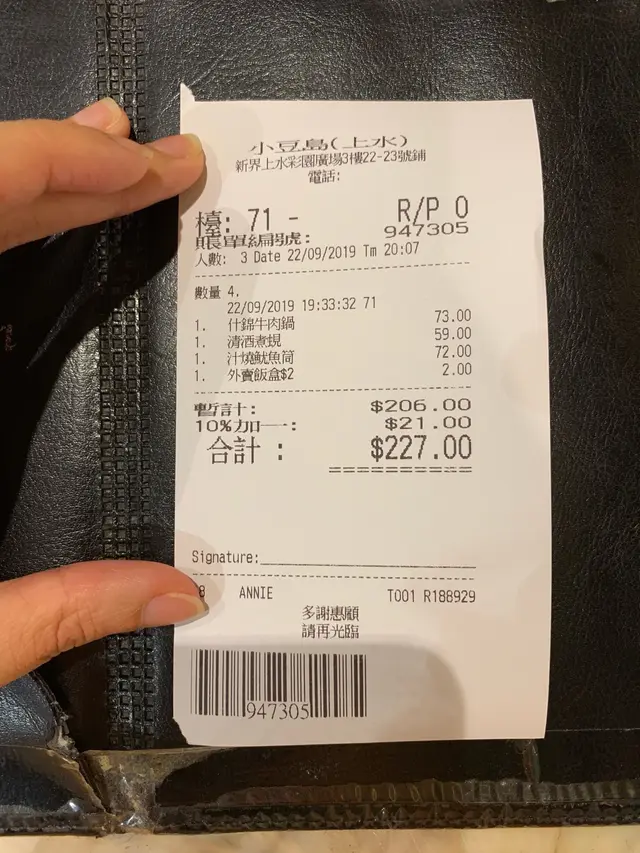 小豆島(上水)
新界上水彩園廣場3樓22-23號鋪
電話:
檯: 71 - R/P 0
賬單編號: 947305
人數: 3 Date 22/09/2019 Tm 20:07
數量 4.
22/09/2019 19:33:32 71
1. 什錦牛肉鍋 73.00
1. 清酒煮蜆 59.00
1. 汁燒魷魚筒 72.00
1. 外賣飯盒$2 2.00
暫計: $206.00
10%加一: $21.00
合計: $227.00
Signature:
8 ANNIE T001 R188929
多謝惠顧
請再光臨
947305